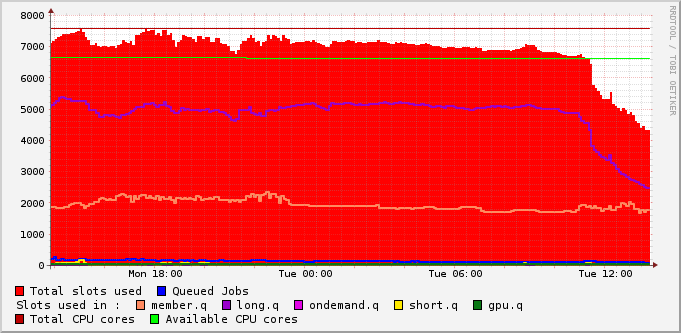 8000
7000
6000
5000
4000
3000
2000
1000
0
Mon 18:00 Tue 00:00 Tue 06:00 Tue 12:00
Total slots used Queued Jobs
Slots used in : member.q long.q ondemand.q short.q gpu.q
Total CPU cores Available CPU cores
RRDTOOL / TOBI OETIKER